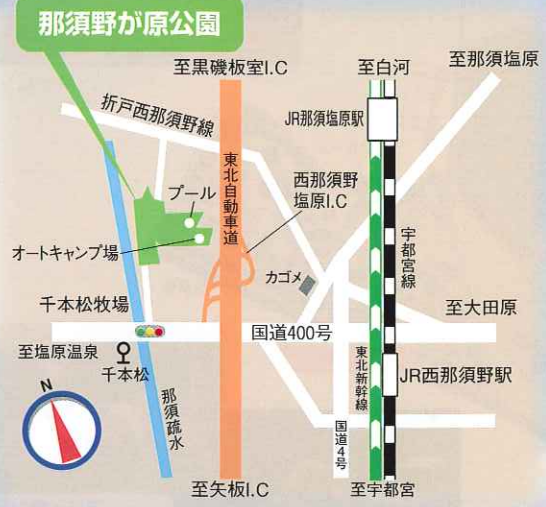 那須野が原公園
至黒磯板室I.C
至白河
至那須塩原
折戸西那須野線
JR那須塩原駅
東北自動車道
プール
西那須野
塩原I.C
オートキャンプ場
カゴメ
宇都宮線
千本松牧場
至大田原
国道400号
至塩原温泉
千本松
東北新幹線
JR西那須野駅
N
那須疏水
国道4号
至矢板I.C
至宇都宮